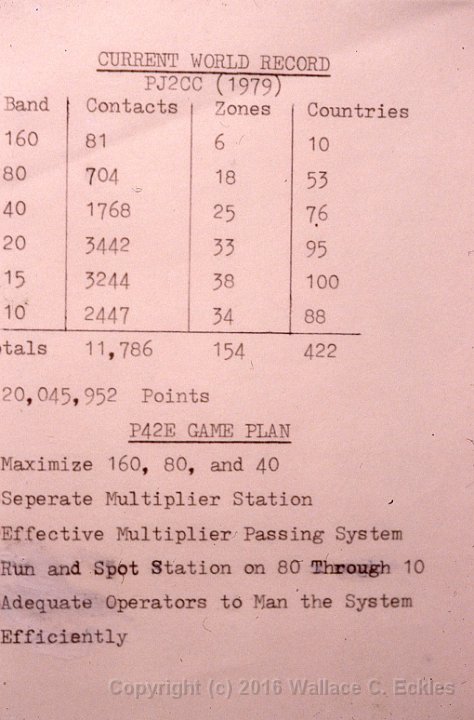 CURRENT WORLD RECORD
PJ2CC (1979)
Band Contacts Zones Countries
160 81 6 10
80 704 18 53
40 1768 25 76
20 3442 33 95
15 3244 38 100
10 2447 34 88
tals 11,786 154 422
20,045,952 Points
P42E GAME PLAN
Maximize 160, 80, and 40
Seperate Multiplier Station
Effective Multiplier Passing System
Run and Spot Station on 80 Through 10
Adequate Operators to Man the System
Efficiently
Copyright (c) 2016 Wallace C. Eckles